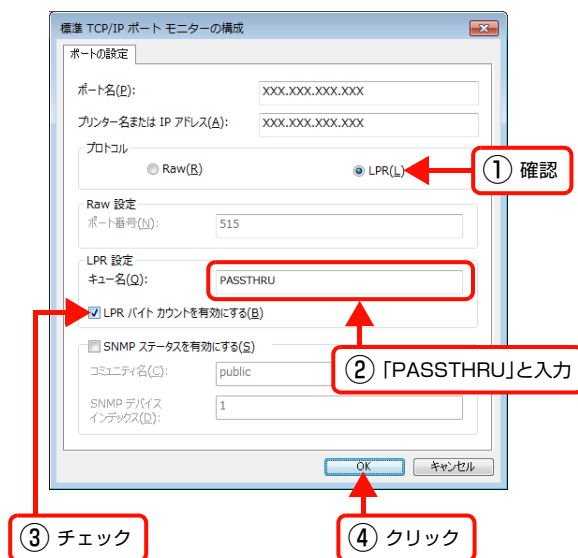 標準 TCP/IP ポート モニターの構成
ポートの設定
ポート名(P):
XXX.XXX.XXX.XXX
プリンター名または IP アドレス(A):
XXX.XXX.XXX.XXX
プロトコル
Raw(R)
LPR(L)
① 確認
Raw 設定
ポート番号(N):
515
LPR 設定
キュー名(Q):
PASSTHRU
LPR バイト カウントを有効にする(B)
SNMP ステータスを有効にする(S)
② 「PASSTHRU」と入力
コミュニティ名(C):
public
SNMP デバイス
インデックス(D):
1
OK
キャンセル
③ チェック
④ クリック